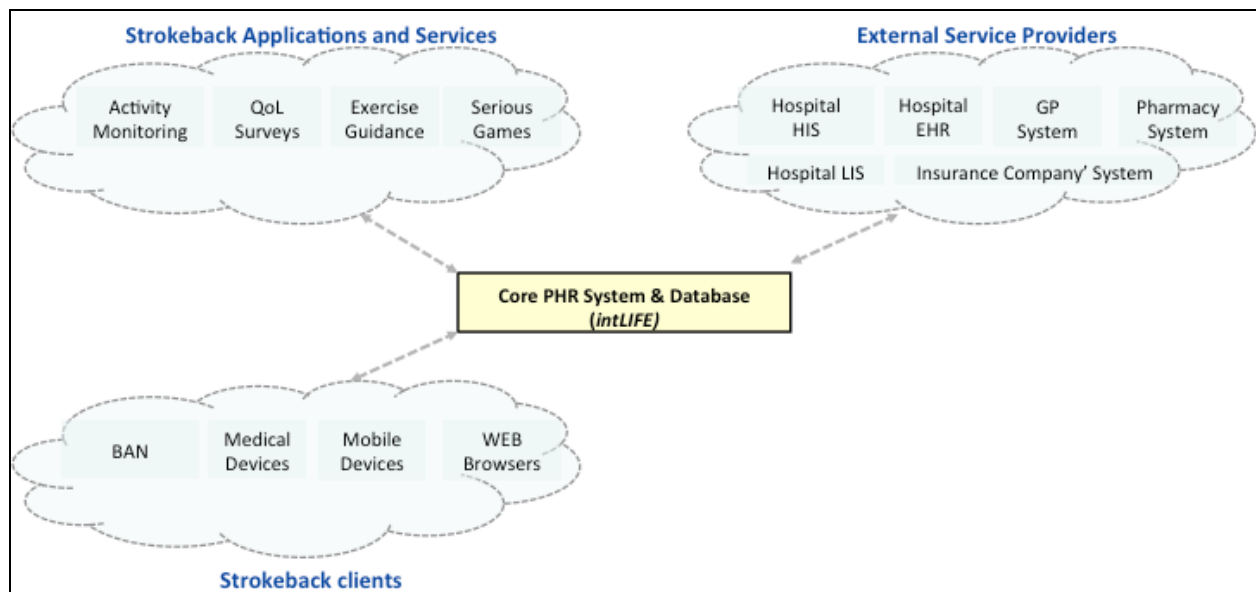 Strokeback Applications and Services
Activity
Monitoring
QoL
Surveys
Exercise
Guidance
Serious
Games
External Service Providers
Hospital
HIS
Hospital
EHR
GP
System
Pharmacy
System
Hospital LIS
Insurance Company' System
Core PHR System & Database
(intLIFE)
BAN
Medical
Devices
Mobile
Devices
WEB
Browsers
Strokeback clients